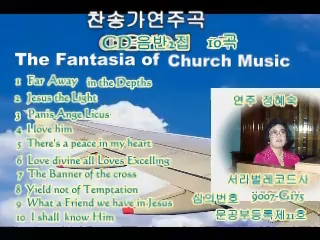 찬송가연주곡
CD음반2집 10곡
The Fantasia of Church Music
1 Far Away in the Depths
2 Jesus the Light
3 Panis Ange Licus
4 I love him
5 There's a peace in my heart
6 Love divine all Loves Excelling
7 The Banner of the cross
8 Yield not of Temptation
9 What a Friend we have in Jesus
10 I shall know Him
연주 정혜숙
서라벌레코드사
심의번호 9007-G175
문공부등록제21호